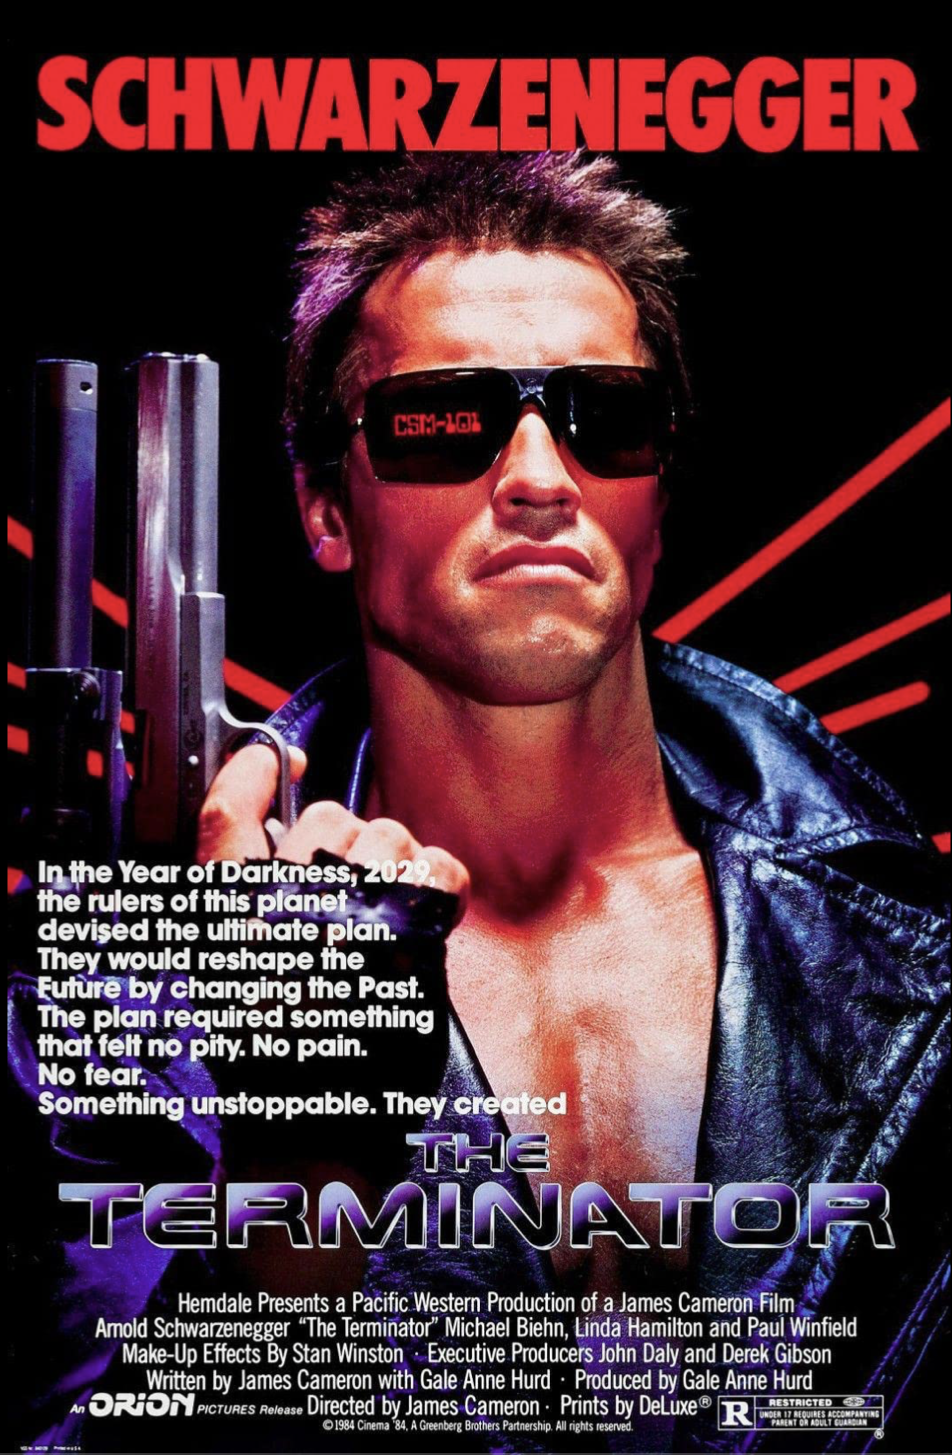 SCHWARZENEGGER
CSM-101
In the Year of Darkness, 2029,
the rulers of this planet
devised the ultimate plan.
They would reshape the
Future by changing the Past.
The plan required something
that felt no pity. No pain.
No fear.
Something unstoppable. They created
THE
TERMINATOR
Hemdale Presents a Pacific Western Production of a James Cameron Film
Arnold Schwarzenegger “The Terminator” Michael Biehn, Linda Hamilton and Paul Winfield
Make-Up Effects By Stan Winston · Executive Producers John Daly and Derek Gibson
Written by James Cameron with Gale Anne Hurd · Produced by Gale Anne Hurd
An ORION PICTURES Release Directed by James Cameron · Prints by DeLuxe®
R RESTRICTED
UNDER 17 REQUIRES ACCOMPANYING
PARENT OR ADULT GUARDIAN
®
©1984 Cinema '84, A Greenberg Brothers Partnership. All rights reserved.